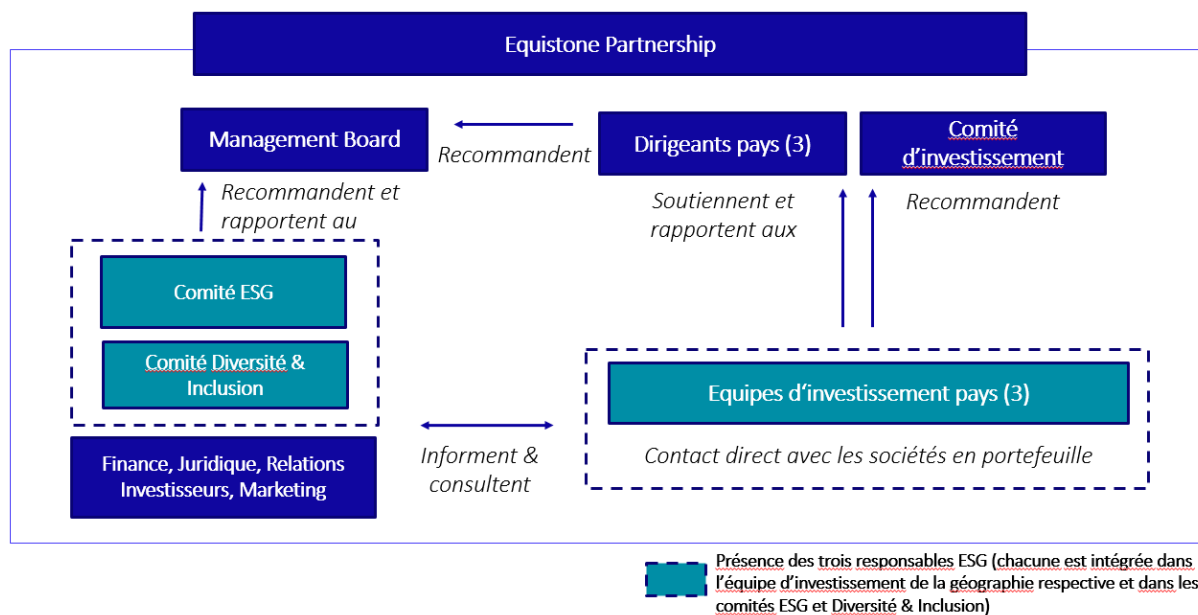 Equistone Partnership
Management Board
Recommandent
Dirigeants pays (3)
Comité
d’investissement
Recommandent et
rapportent au
Soutiennent et
rapportent aux
Recommandent
Comité ESG
Comité Diversité &
Inclusion
Equipes d‘investissement pays (3)
Finance, Juridique, Relations
Investisseurs, Marketing
Informent &
consultent
Contact direct avec les sociétés en portefeuille
Présence des trois responsables ESG (chacune est intégrée dans
l’équipe d’investissement de la géographie respective et dans les
comités ESG et Diversité & Inclusion)